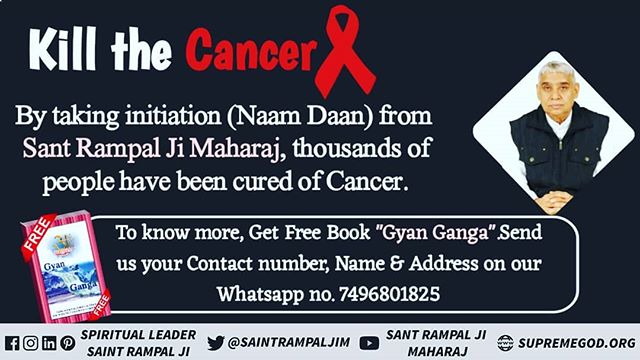 Kill the Cancer
By taking initiation (Naam Daan) from
Sant Rampal Ji Maharaj, thousands of
people have been cured of Cancer.
FREE
Gyan
Ganga
FREE
To know more, Get Free Book "Gyan Ganga".Send
us your Contact number, Name & Address on our
Whatsapp no. 7496801825
SPIRITUAL LEADER
SAINT RAMPAL JI
@SAINTRAMPALJIM
SANT RAMPAL JI
MAHARAJ
SUPREMEGOD.ORG